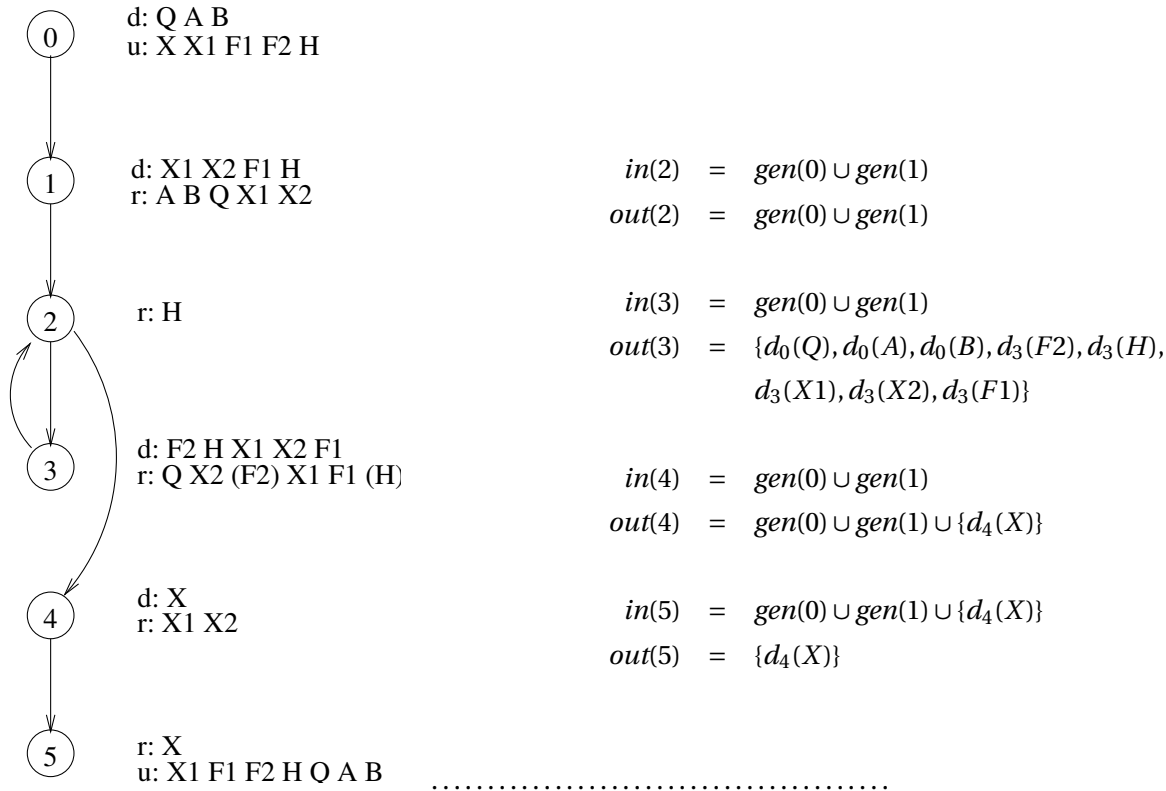 0
d: Q A B
u: X X1 F1 F2 H
1
d: X1 X2 F1 H
r: A B Q X1 X2
in(2) = gen(0) ∪ gen(1)
out(2) = gen(0) ∪ gen(1)
2
r: H
in(3) = gen(0) ∪ gen(1)
out(3) = {d₀(Q), d₀(A), d₀(B), d₃(F2), d₃(H),
d₃(X1), d₃(X2), d₃(F1)}
3
d: F2 H X1 X2 F1
r: Q X2 (F2) X1 F1 (H)
in(4) = gen(0) ∪ gen(1)
out(4) = gen(0) ∪ gen(1) ∪ {d₄(X)}
4
d: X
r: X1 X2
in(5) = gen(0) ∪ gen(1) ∪ {d₄(X)}
out(5) = {d₄(X)}
5
r: X
u: X1 F1 F2 H Q A B
........................................